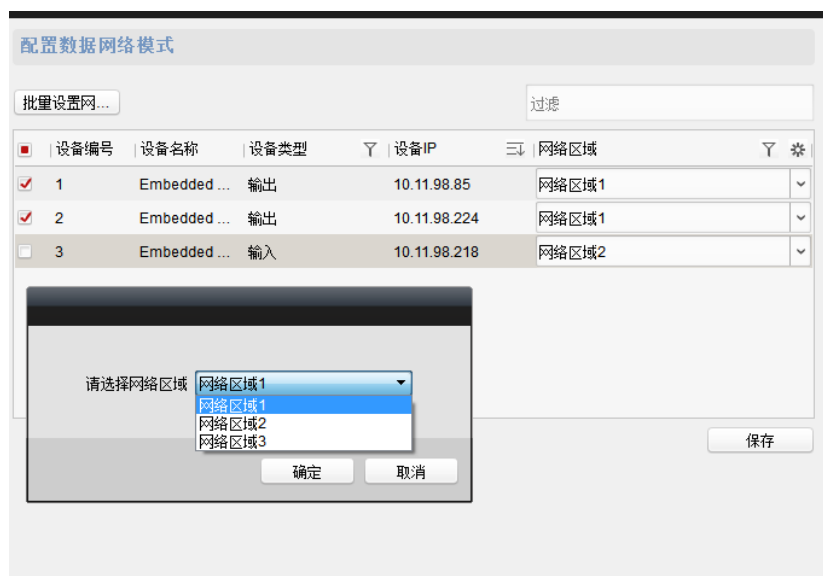 配置数据网络模式
批量设置网...
过滤
设备编号 设备名称 设备类型 设备IP 网络区域
1 Embedded ... 输出 10.11.98.85 网络区域1
2 Embedded ... 输出 10.11.98.224 网络区域1
3 Embedded ... 输入 10.11.98.218 网络区域2
请选择网络区域 网络区域1
网络区域1
网络区域2
网络区域3
确定 取消
保存